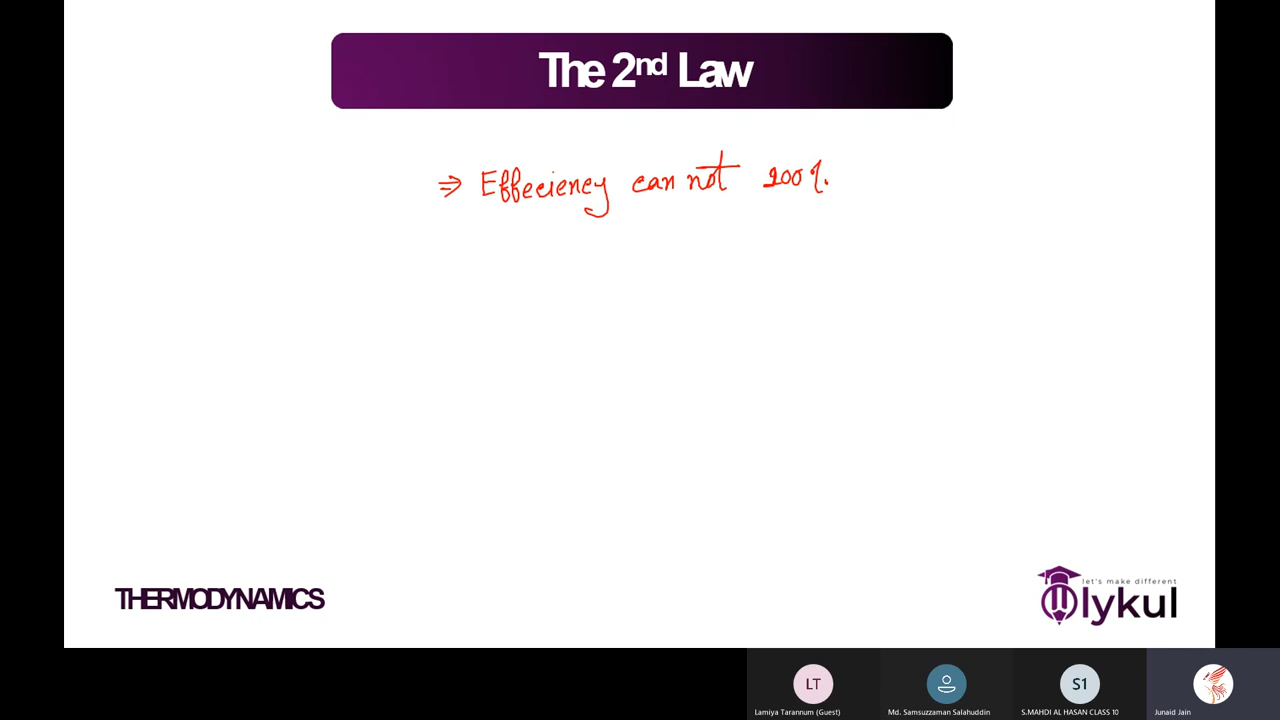 The 2nd Law
⇒ Effeciency can not 100%.
THERMODYNAMICS
let's make different
lykul
LT
S1
Lamiya Tarannum (Guest)
Md. Samsuzzaman Salahuddin
S.MAHDI AL HASAN CLASS 10
Junaid Jain